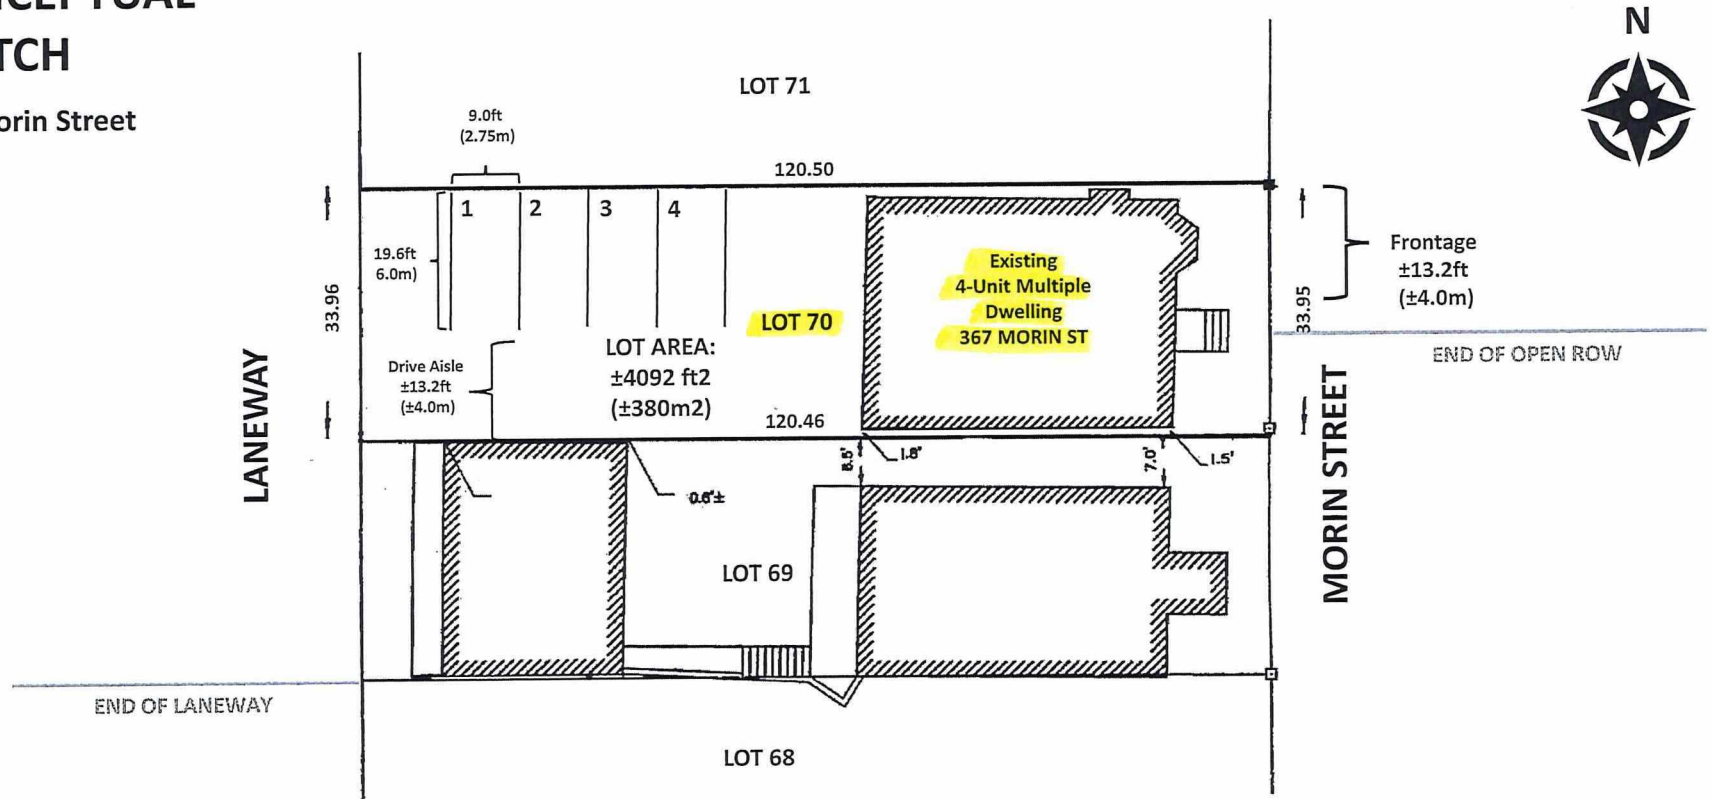 N
TCH
orin Street
LOT 71
9.0ft
(2.75m)
120.50
1 2 3 4
19.6ft
6.0m)
33.96
LOT 70
Existing
4-Unit Multiple
Dwelling
367 MORIN ST
33.95
Frontage
±13.2ft
(±4.0m)
END OF OPEN ROW
Drive Aisle
±13.2ft
(±4.0m)
LOT AREA:
±4092 ft2
(±380m2)
120.46
LANEWAY
MORIN STREET
1.8'
7.0'
1.5'
0.6'±
LOT 69
END OF LANEWAY
LOT 68